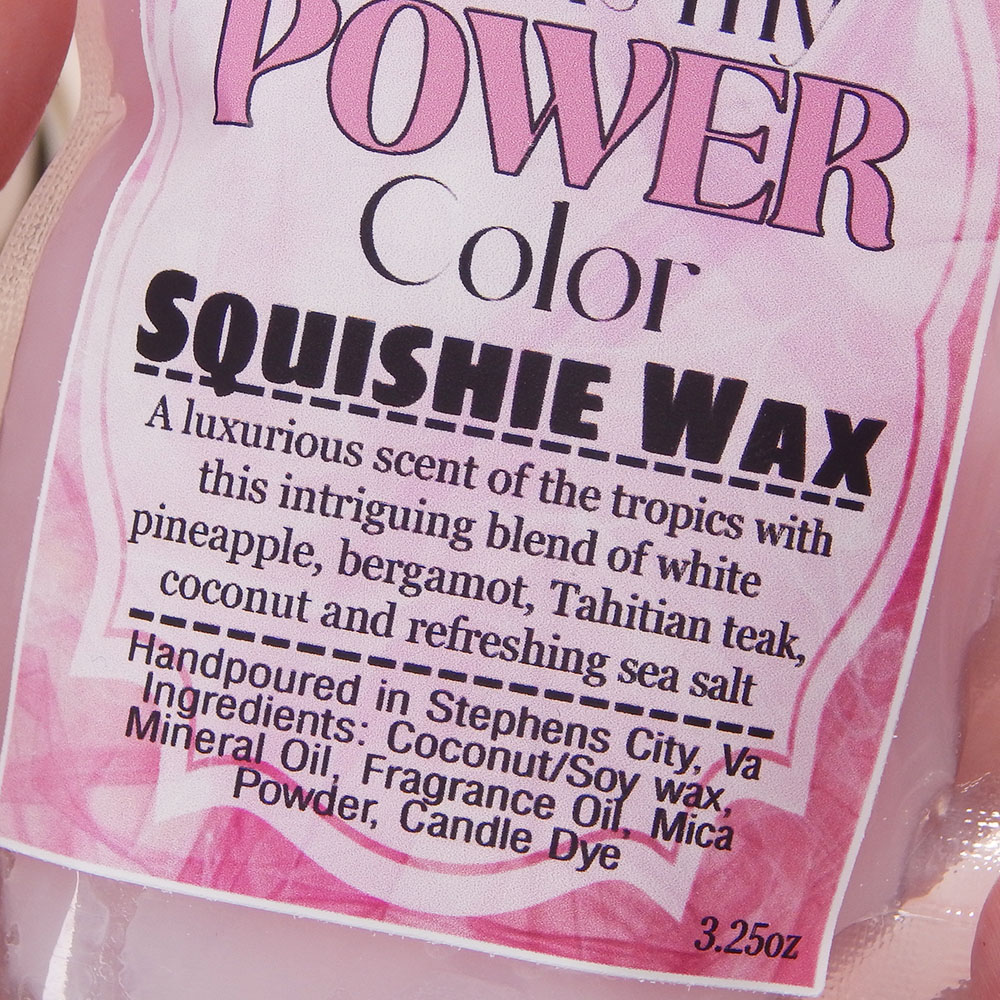 my
POWER
Color
SQUISHIE WAX
A luxurious scent of the tropics with
this intriguing blend of white
pineapple, bergamot, Tahitian teak,
coconut and refreshing sea salt
Handpoured in Stephens City, Va
Ingredients: Coconut/Soy wax,
Mineral Oil, Fragrance Oil, Mica
Powder, Candle Dye
3.25oz